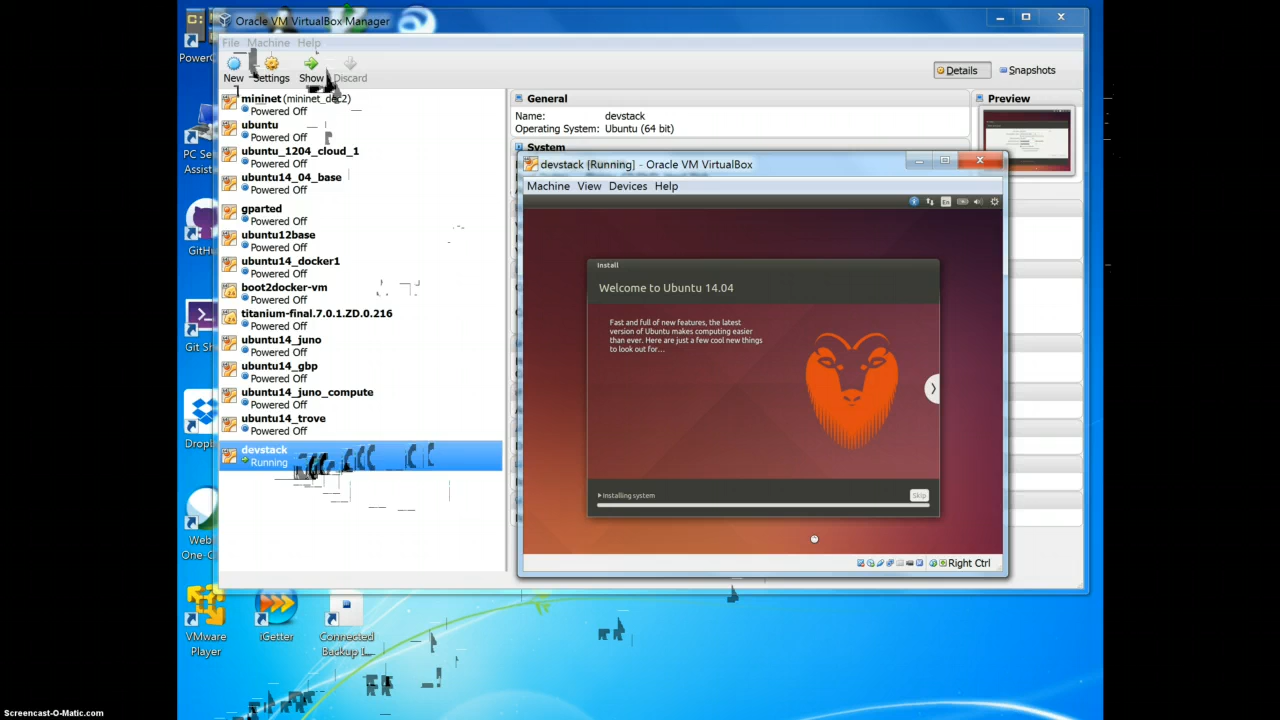 Oracle VM VirtualBox Manager
File Machine Help
New Settings Show Discard
Details Snapshots
mininet (mininet_dec2)
Powered Off
ubuntu
Powered Off
ubuntu_1204_cloud_1
Powered Off
ubuntu14_04_base
Powered Off
gparted
Powered Off
ubuntu12base
Powered Off
ubuntu14_docker1
Powered Off
boot2docker-vm
Powered Off
titanium-final.7.0.1.ZD.0.216
Powered Off
ubuntu14_juno
Powered Off
ubuntu14_gbp
Powered Off
ubuntu14_juno_compute
Powered Off
ubuntu14_trove
Powered Off
devstack
Running
General
Name: devstack
Operating System: Ubuntu (64 bit)
System
Preview
devstack [Running] - Oracle VM VirtualBox
Machine View Devices Help
En
Install
Welcome to Ubuntu 14.04
Fast and full of new features, the latest
version of Ubuntu makes computing easier
than ever. Here are just a few cool new things
to look out for...
Installing system
Skip
Right Ctrl
PC Se
Assist
GitH
Git Sh
Drop
Web
One-C
VMware
Player
iGetter
Connected
Backup
Screencast-O-Matic.com